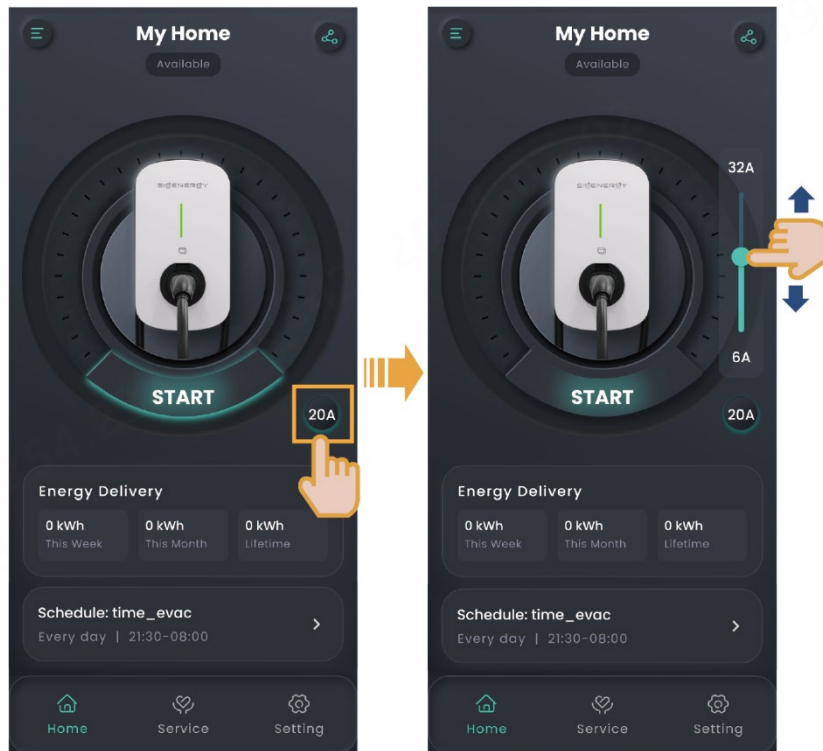 My Home
Available
SIGENERGY
START
20A
Energy Delivery
0 kWh 0 kWh 0 kWh
This Week This Month Lifetime
Schedule: time_evac
Every day | 21:30-08:00
Home Service Setting
My Home
Available
32A
SIGENERGY
6A
START
20A
Energy Delivery
0 kWh 0 kWh 0 kWh
This Week This Month Lifetime
Schedule: time_evac
Every day | 21:30-08:00
Home Service Setting